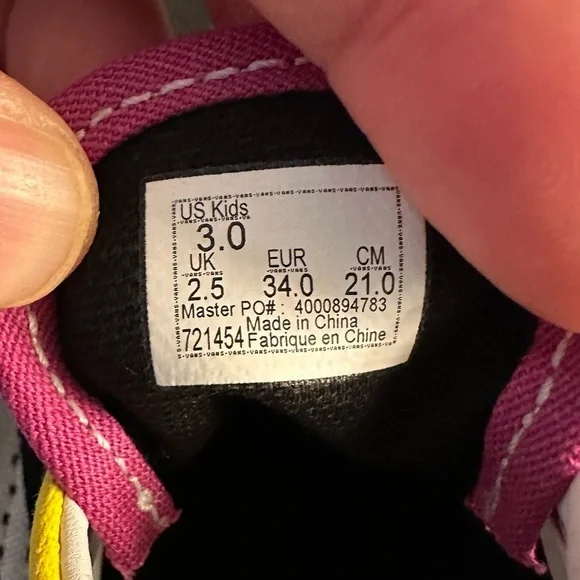 US Kids
3.0
UK EUR CM
2.5 34.0 21.0
Master PO# : 4000894783
Made in China
721454 Fabrique en Chine